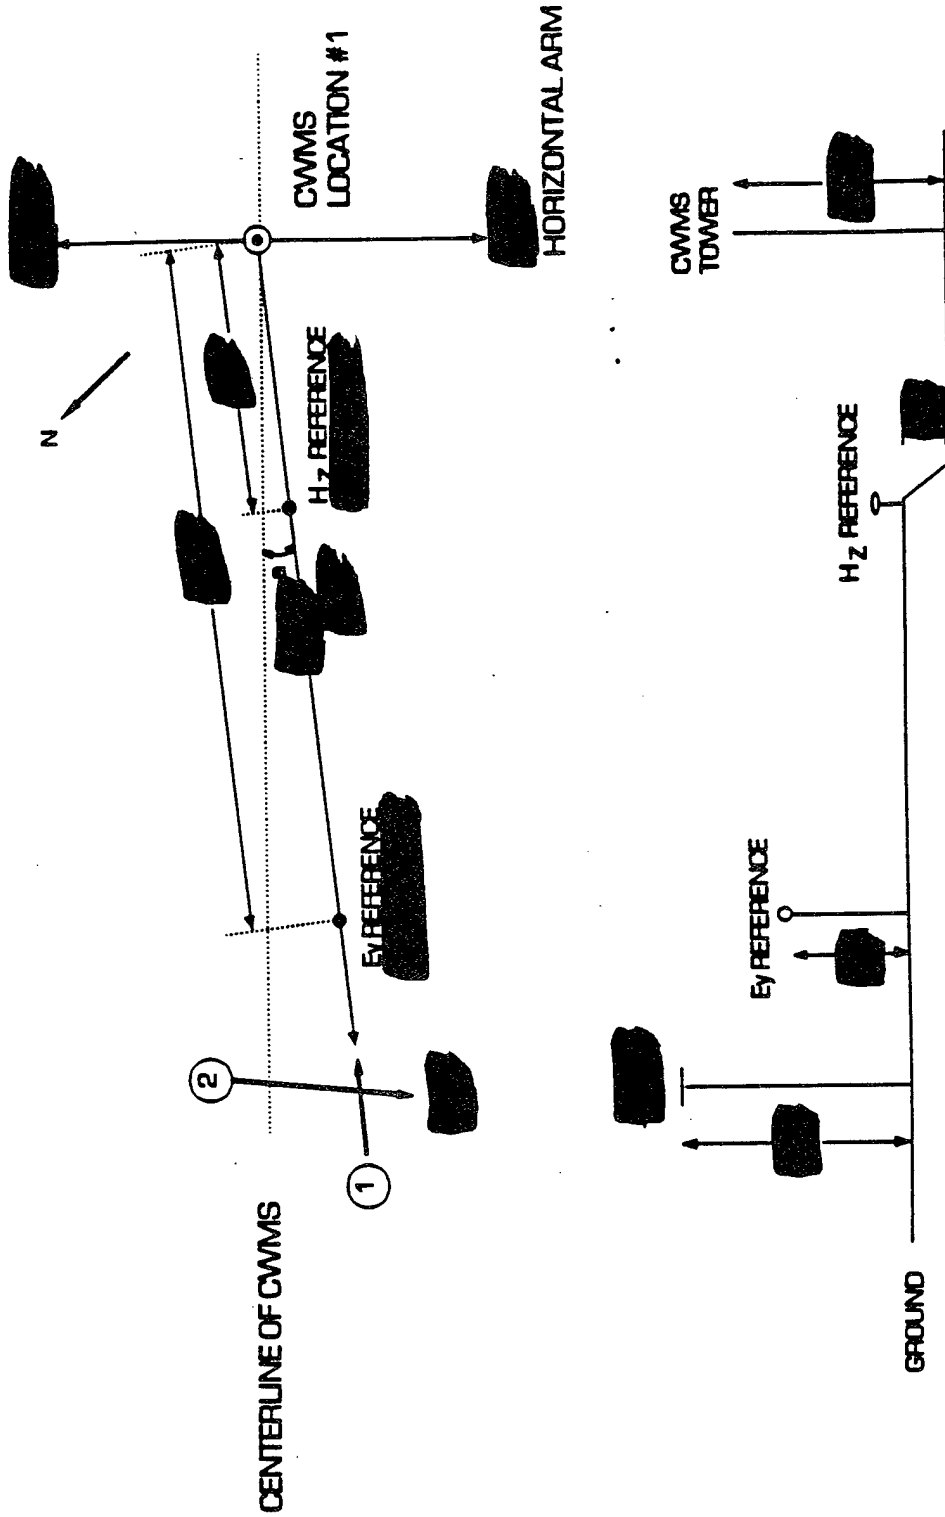 N
CWMS
LOCATION #1
Hz REFERENCE
HORIZONTAL ARM
Ey REFERENCE
2
1
CENTERLINE OF CWMS
CWMS
TOWER
Hz REFERENCE
Ey REFERENCE
GROUND